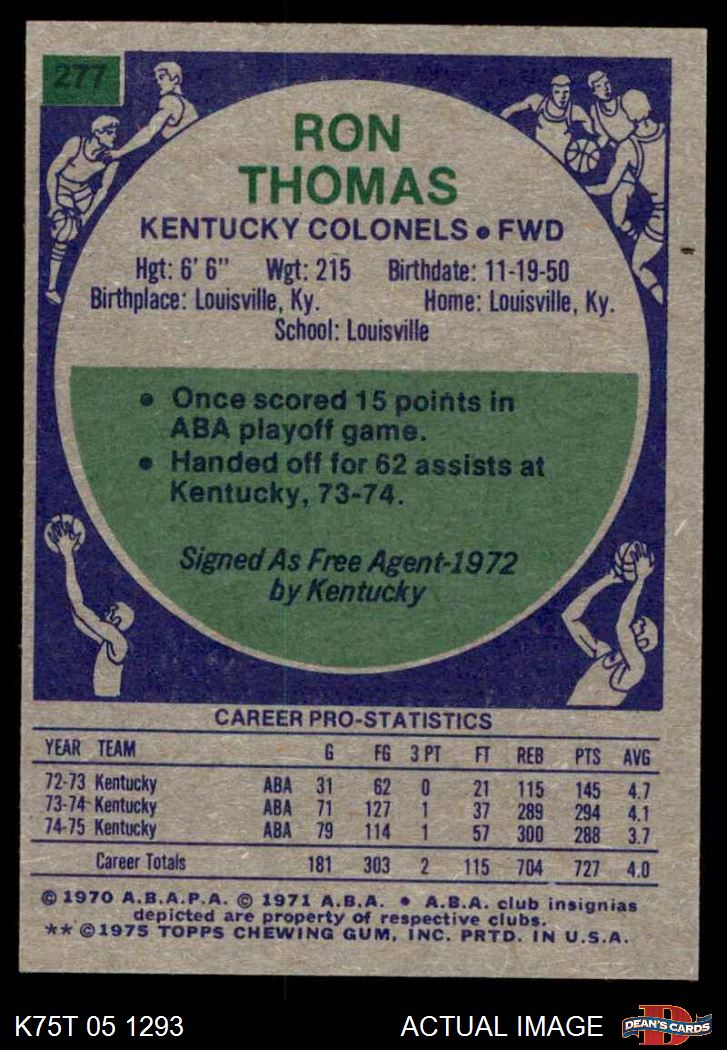 277
RON
THOMAS
KENTUCKY COLONELS • FWD
Hgt: 6' 6" Wgt: 215 Birthdate: 11-19-50
Birthplace: Louisville, Ky. Home: Louisville, Ky.
School: Louisville
• Once scored 15 points in
ABA playoff game.
• Handed off for 62 assists at
Kentucky, 73-74.
Signed As Free Agent-1972
by Kentucky
CAREER PRO-STATISTICS
YEAR TEAM G FG 3 PT FT REB PTS AVG
72-73 Kentucky ABA 31 62 0 21 115 145 4.7
73-74 Kentucky ABA 71 127 1 37 289 294 4.1
74-75 Kentucky ABA 79 114 1 57 300 288 3.7
Career Totals 181 303 2 115 704 727 4.0
© 1970 A.B.A.P.A. © 1971 A.B.A. • A.B.A. club insignias
depicted are property of respective clubs.
** ©1975 TOPPS CHEWING GUM, INC. PRTD. IN U.S.A.
K75T 05 1293 ACTUAL IMAGE
D
DEAN'S CARDS